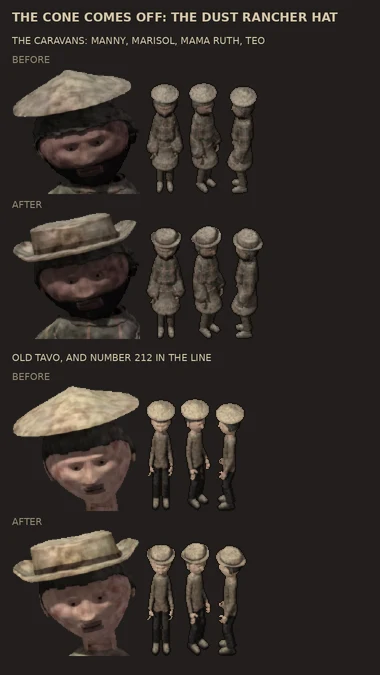 THE CONE COMES OFF: THE DUST RANCHER HAT
THE CARAVANS: MANNY, MARISOL, MAMA RUTH, TEO
BEFORE
AFTER
OLD TAVO, AND NUMBER 212 IN THE LINE
BEFORE
AFTER